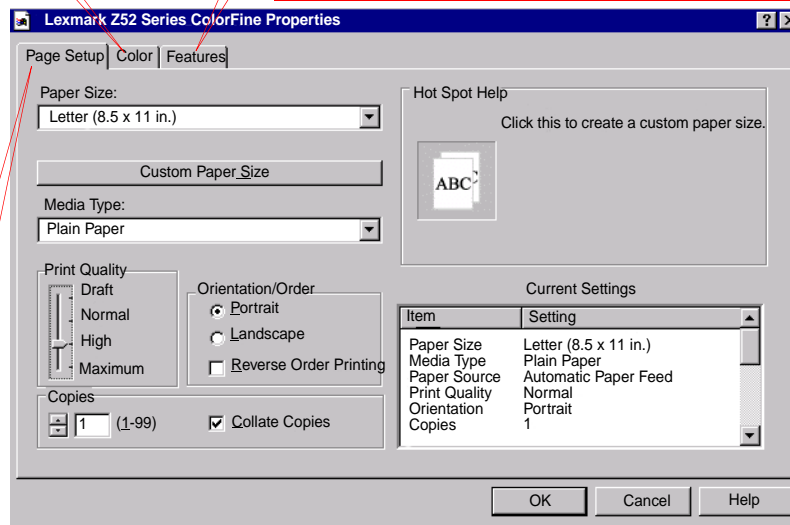 Lexmark Z52 Series ColorFine Properties
Page Setup Color Features
Paper Size:
Letter (8.5 x 11 in.)
Custom Paper Size
Media Type:
Plain Paper
Hot Spot Help
Click this to create a custom paper size.
ABC
Print Quality
Draft
Normal
High
Maximum
Orientation/Order
Portrait
Landscape
Reverse Order Printing
Copies
1 (1-99)
Collate Copies
Current Settings
Item Setting
Paper Size Letter (8.5 x 11 in.)
Media Type Plain Paper
Paper Source Automatic Paper Feed
Print Quality Normal
Orientation Portrait
Copies 1
OK Cancel Help